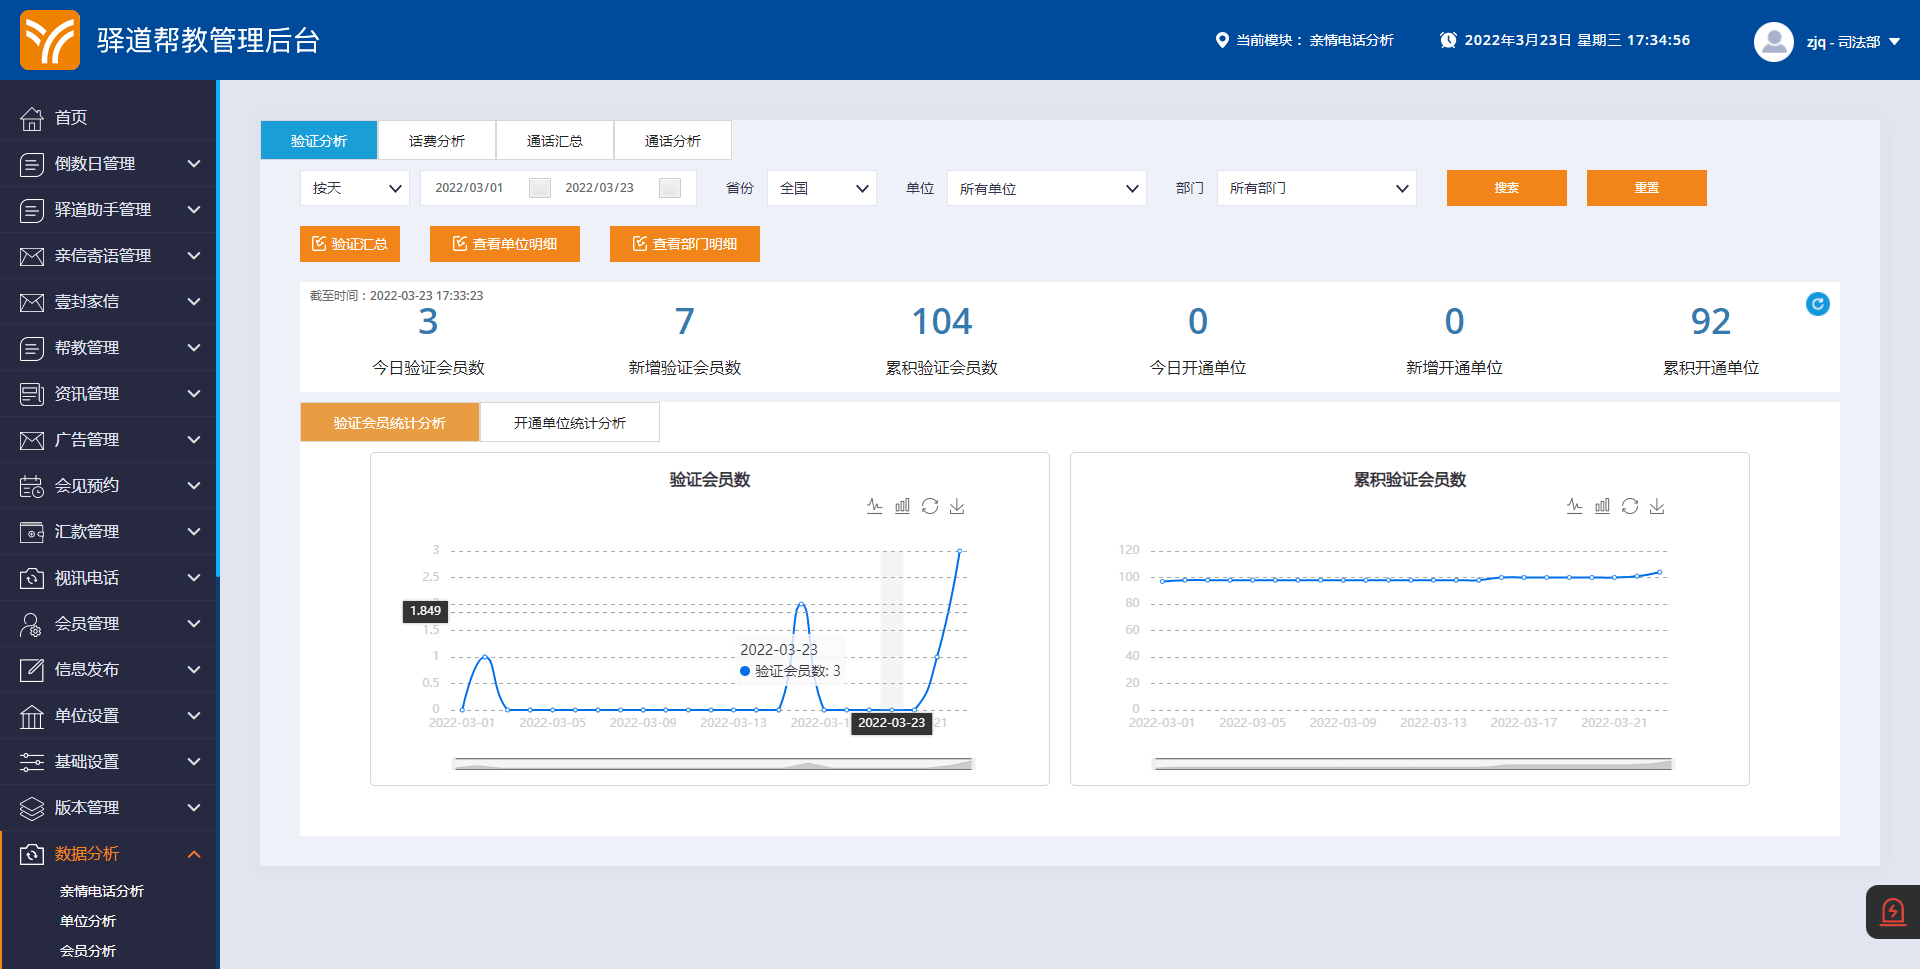 驿道帮教管理后台
当前模块： 亲情电话分析
2022年3月23日 星期三 17:34:56
zjq - 司法部
首页
倒数日管理
驿道助手管理
亲信寄语管理
壹封家信
帮教管理
资讯管理
广告管理
会见预约
汇款管理
视讯电话
会员管理
信息发布
单位设置
基础设置
版本管理
数据分析
亲情电话分析
单位分析
会员分析
验证分析 话费分析 通话汇总 通话分析
按天 2022/03/01 2022/03/23 省份 全国 单位 所有单位 部门 所有部门 搜索 重置
验证汇总 查看单位明细 查看部门明细
截至时间：2022-03-23 17:33:23
3 7 104 0 0 92
今日验证会员数 新增验证会员数 累积验证会员数 今日开通单位 新增开通单位 累积开通单位
验证会员统计分析 开通单位统计分析
验证会员数
3
2.5
1.849
1.5
1
0.5
0
2022-03-23
验证会员数: 3
2022-03-01 2022-03-05 2022-03-09 2022-03-13 2022-03-1 2022-03-23 21
累积验证会员数
120
100
80
60
40
20
0
2022-03-01 2022-03-05 2022-03-09 2022-03-13 2022-03-17 2022-03-21